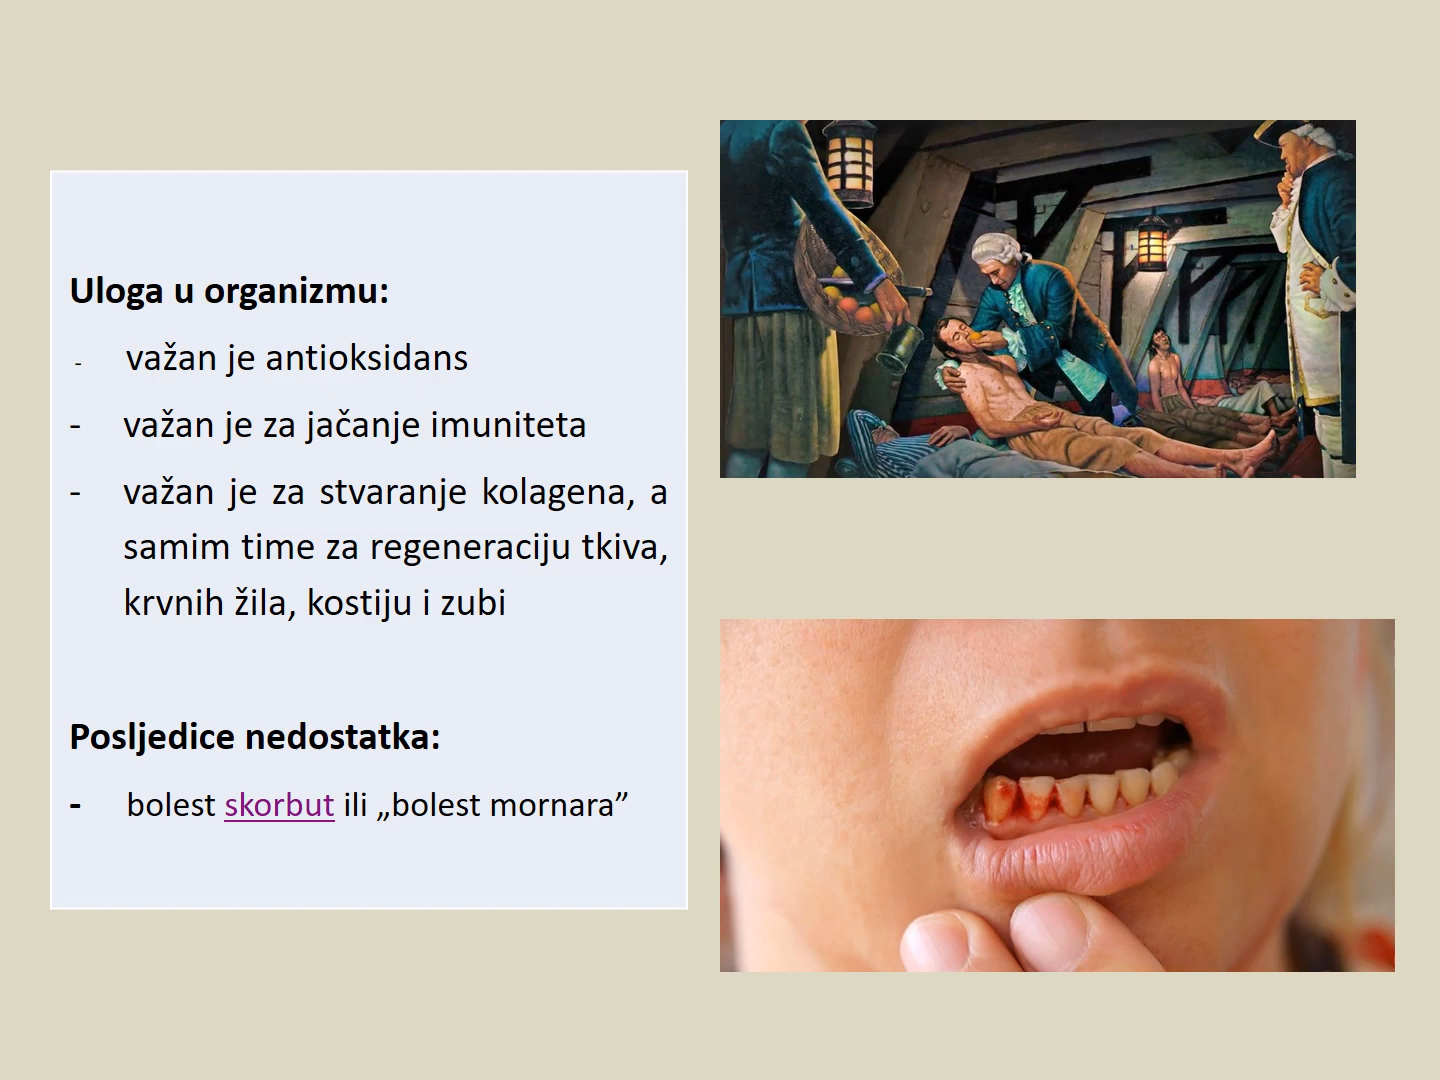 Uloga u organizmu:
- važan je antioksidans
- važan je za jačanje imuniteta
- važan je za stvaranje kolagena, a
samim time za regeneraciju tkiva,
krvnih žila, kostiju i zubi
Posljedice nedostatka:
- bolest skorbut ili „bolest mornara”